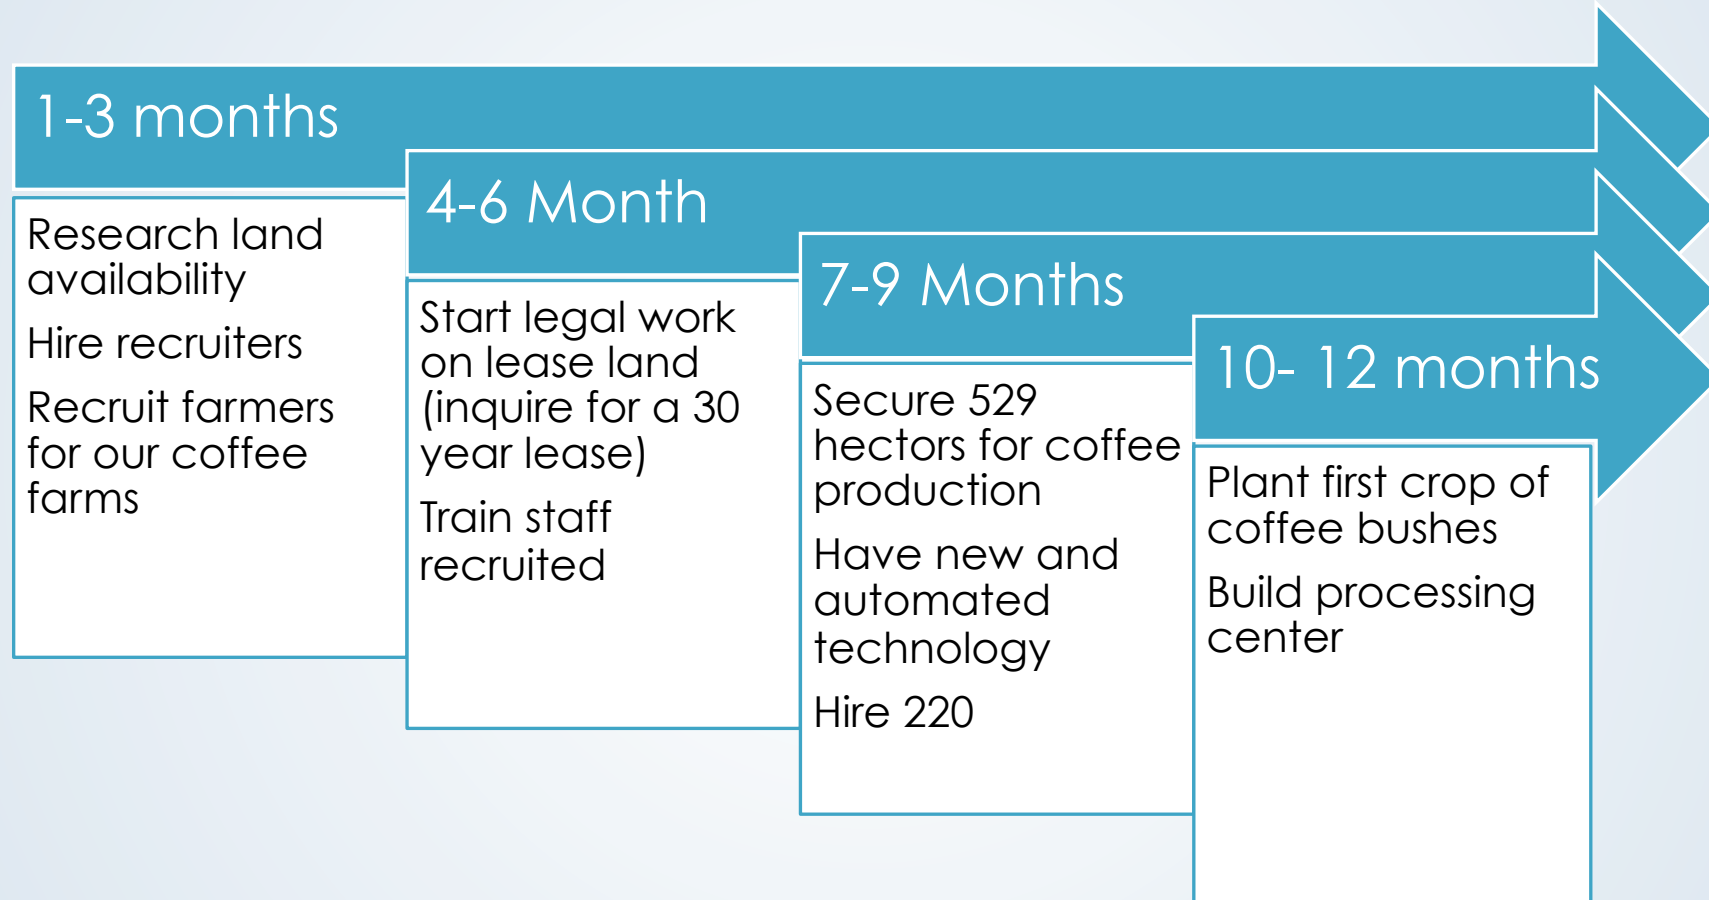 1-3 months
Research land
availability
Hire recruiters
Recruit farmers
for our coffee
farms
4-6 Month
Start legal work
on lease land
(inquire for a 30
year lease)
Train staff
recruited
7-9 Months
Secure 529
hectors for coffee
production
Have new and
automated
technology
Hire 220
10- 12 months
Plant first crop of
coffee bushes
Build processing
center